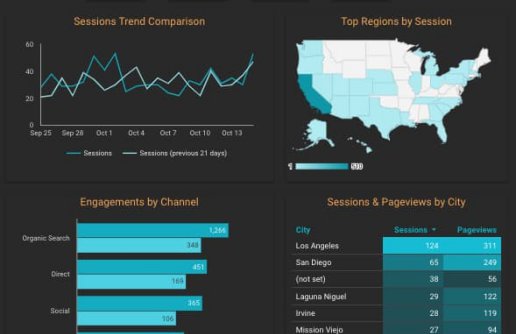 Sessions Trend Comparison
60
40
20
0
Sep 25 Sep 28 Oct 1 Oct 4 Oct 7 Oct 10 Oct 13
Sessions Sessions (previous 21 days)
Top Regions by Session
1 510
Engagements by Channel
Organic Search 1,266
348
Direct 451
169
Social 365
106
Sessions & Pageviews by City
City Sessions Pageviews
Los Angeles 124 311
San Diego 65 249
(not set) 38 56
Laguna Niguel 29 122
Irvine 28 119
Mission Viejo 27 94